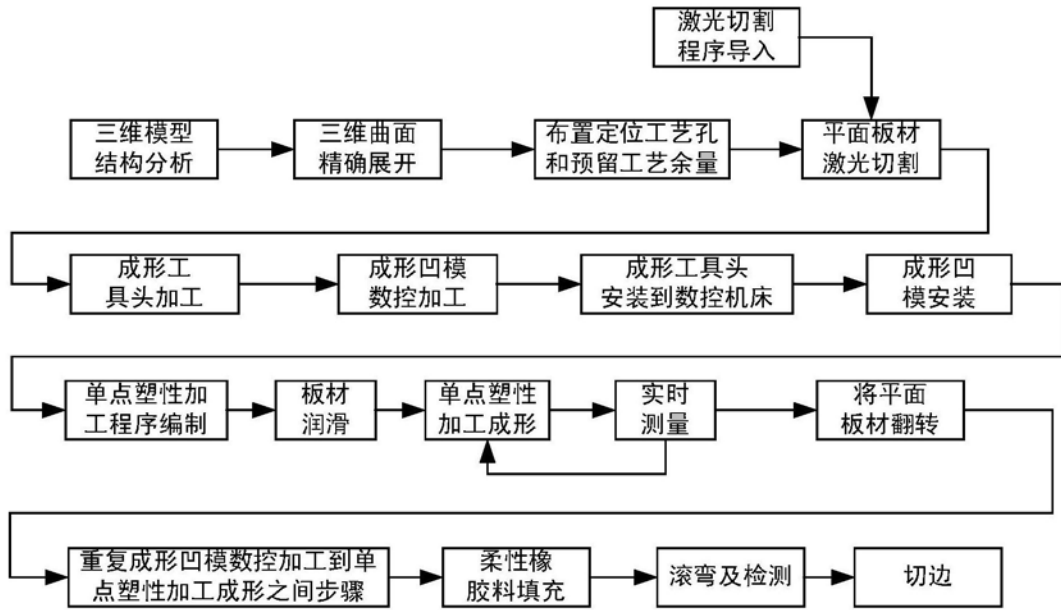 激光切割
程序导入
三维模型
结构分析
三维曲面
精确展开
布置定位工艺孔
和预留工艺余量
平面板材
激光切割
成形工
具头加工
成形凹模
数控加工
成形工具头
安装到数控机床
成形凹
模安装
单点塑性加
工程序编制
板材
润滑
单点塑性
加工成形
实时
测量
将平面
板材翻转
重复成形凹模数控加工到单
点塑性加工成形之间步骤
柔性橡
胶料填充
滚弯及检测
切边